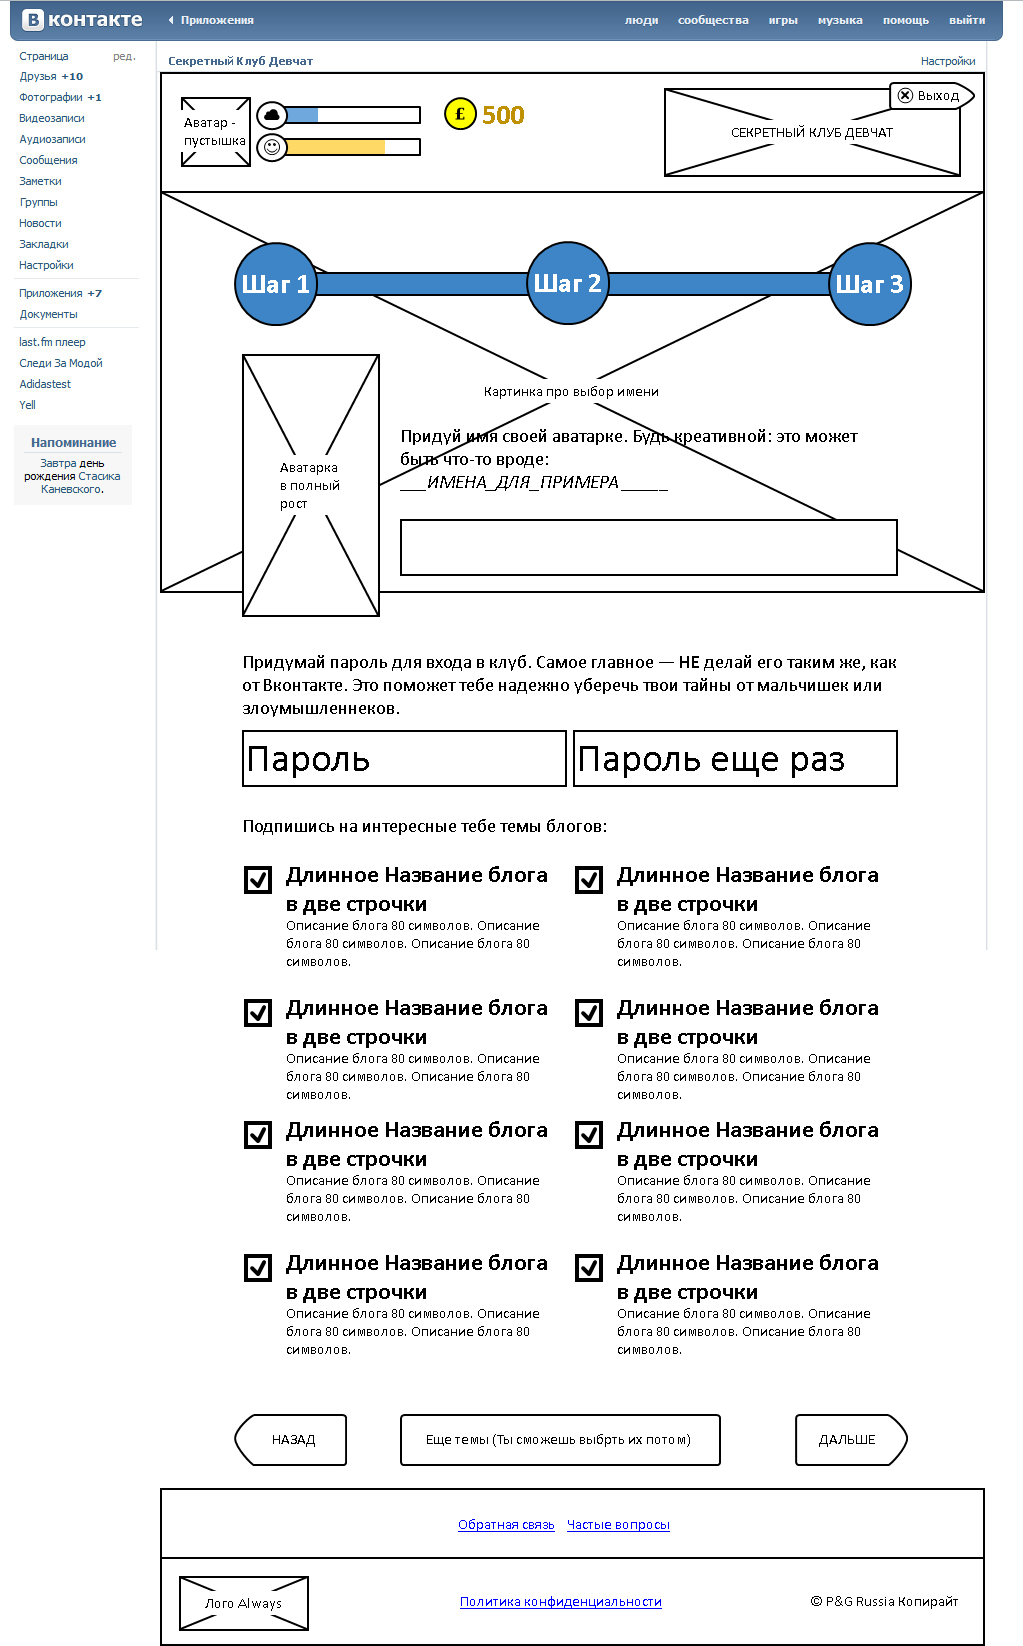 В контакте
Приложения
люди сообщества игры музыка помощь выйти
Страница ред.
Друзья +10
Фотографии +1
Видеозаписи
Аудиозаписи
Сообщения
Заметки
Группы
Новости
Закладки
Настройки
Приложения +7
Документы
last.fm плеер
Следи За Модой
Adidastest
Yell
Напоминание
Завтра день
рождения Стасика
Каневского.
Секретный Клуб Девчат
Настройки
Аватар -
пустышка
£ 500
Выход
СЕКРЕТНЫЙ КЛУБ ДЕВЧАТ
Шаг 1
Шаг 2
Шаг 3
Картинка про выбор имени
Аватарка
в полный
рост
Придуй имя своей аватарке. Будь креативной: это может
быть что-то вроде:
___ИМЕНА_ДЛЯ_ПРИМЕРА_____
Придумай пароль для входа в клуб. Самое главное — НЕ делай его таким же, как
от Вконтакте. Это поможет тебе надежно уберечь твои тайны от мальчишек или
злоумышленнеков.
Пароль
Пароль еще раз
Подпишись на интересные тебе темы блогов:
Длинное Название блога
в две строчки
Описание блога 80 символов. Описание
блога 80 символов. Описание блога 80
символов.
Длинное Название блога
в две строчки
Описание блога 80 символов. Описание
блога 80 символов. Описание блога 80
символов.
Длинное Название блога
в две строчки
Описание блога 80 символов. Описание
блога 80 символов. Описание блога 80
символов.
Длинное Название блога
в две строчки
Описание блога 80 символов. Описание
блога 80 символов. Описание блога 80
символов.
Длинное Название блога
в две строчки
Описание блога 80 символов. Описание
блога 80 символов. Описание блога 80
символов.
Длинное Название блога
в две строчки
Описание блога 80 символов. Описание
блога 80 символов. Описание блога 80
символов.
Длинное Название блога
в две строчки
Описание блога 80 символов. Описание
блога 80 символов. Описание блога 80
символов.
Длинное Название блога
в две строчки
Описание блога 80 символов. Описание
блога 80 символов. Описание блога 80
символов.
НАЗАД
Еще темы (Ты сможешь выбрть их потом)
ДАЛЬШЕ
Обратная связь Частые вопросы
Лого Always
Политика конфиденциальности
© P&G Russia Копирайт